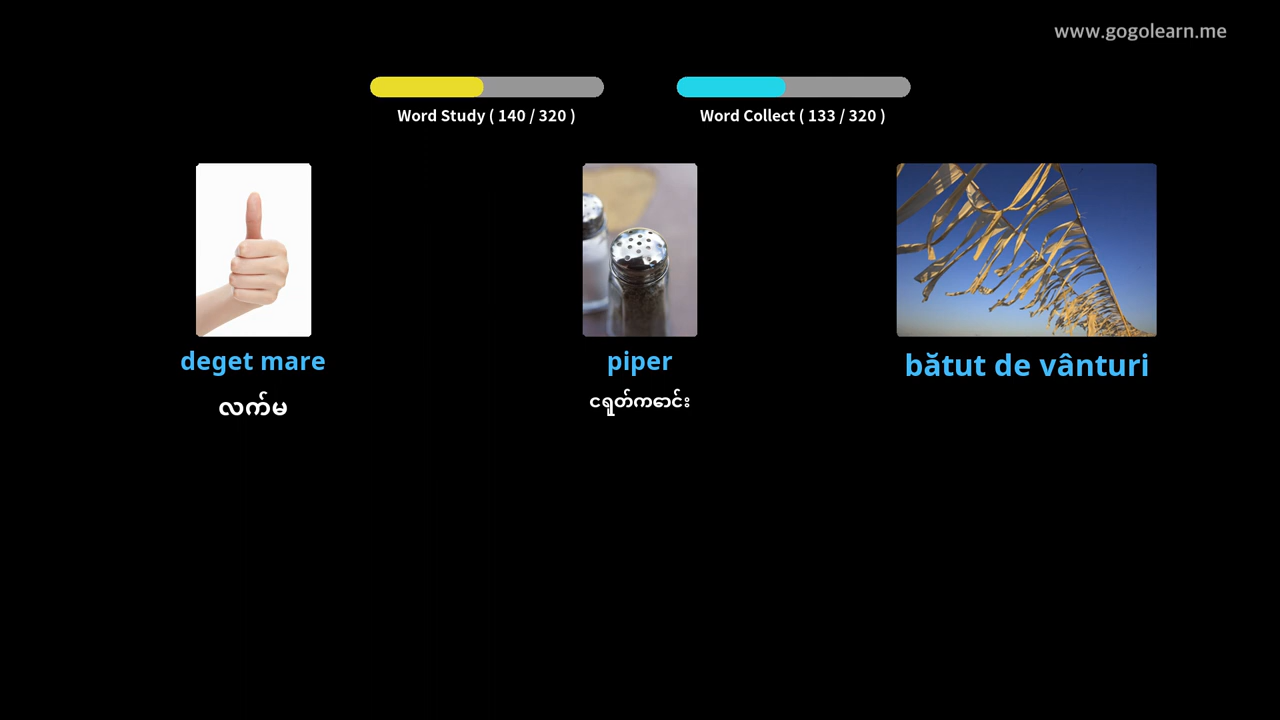 www.gogolearn.me
Word Study ( 140 / 320 )
Word Collect ( 133 / 320 )
deget mare
piper
bătut de vânturi
လက်မ
ငရုတ်ကောင်း